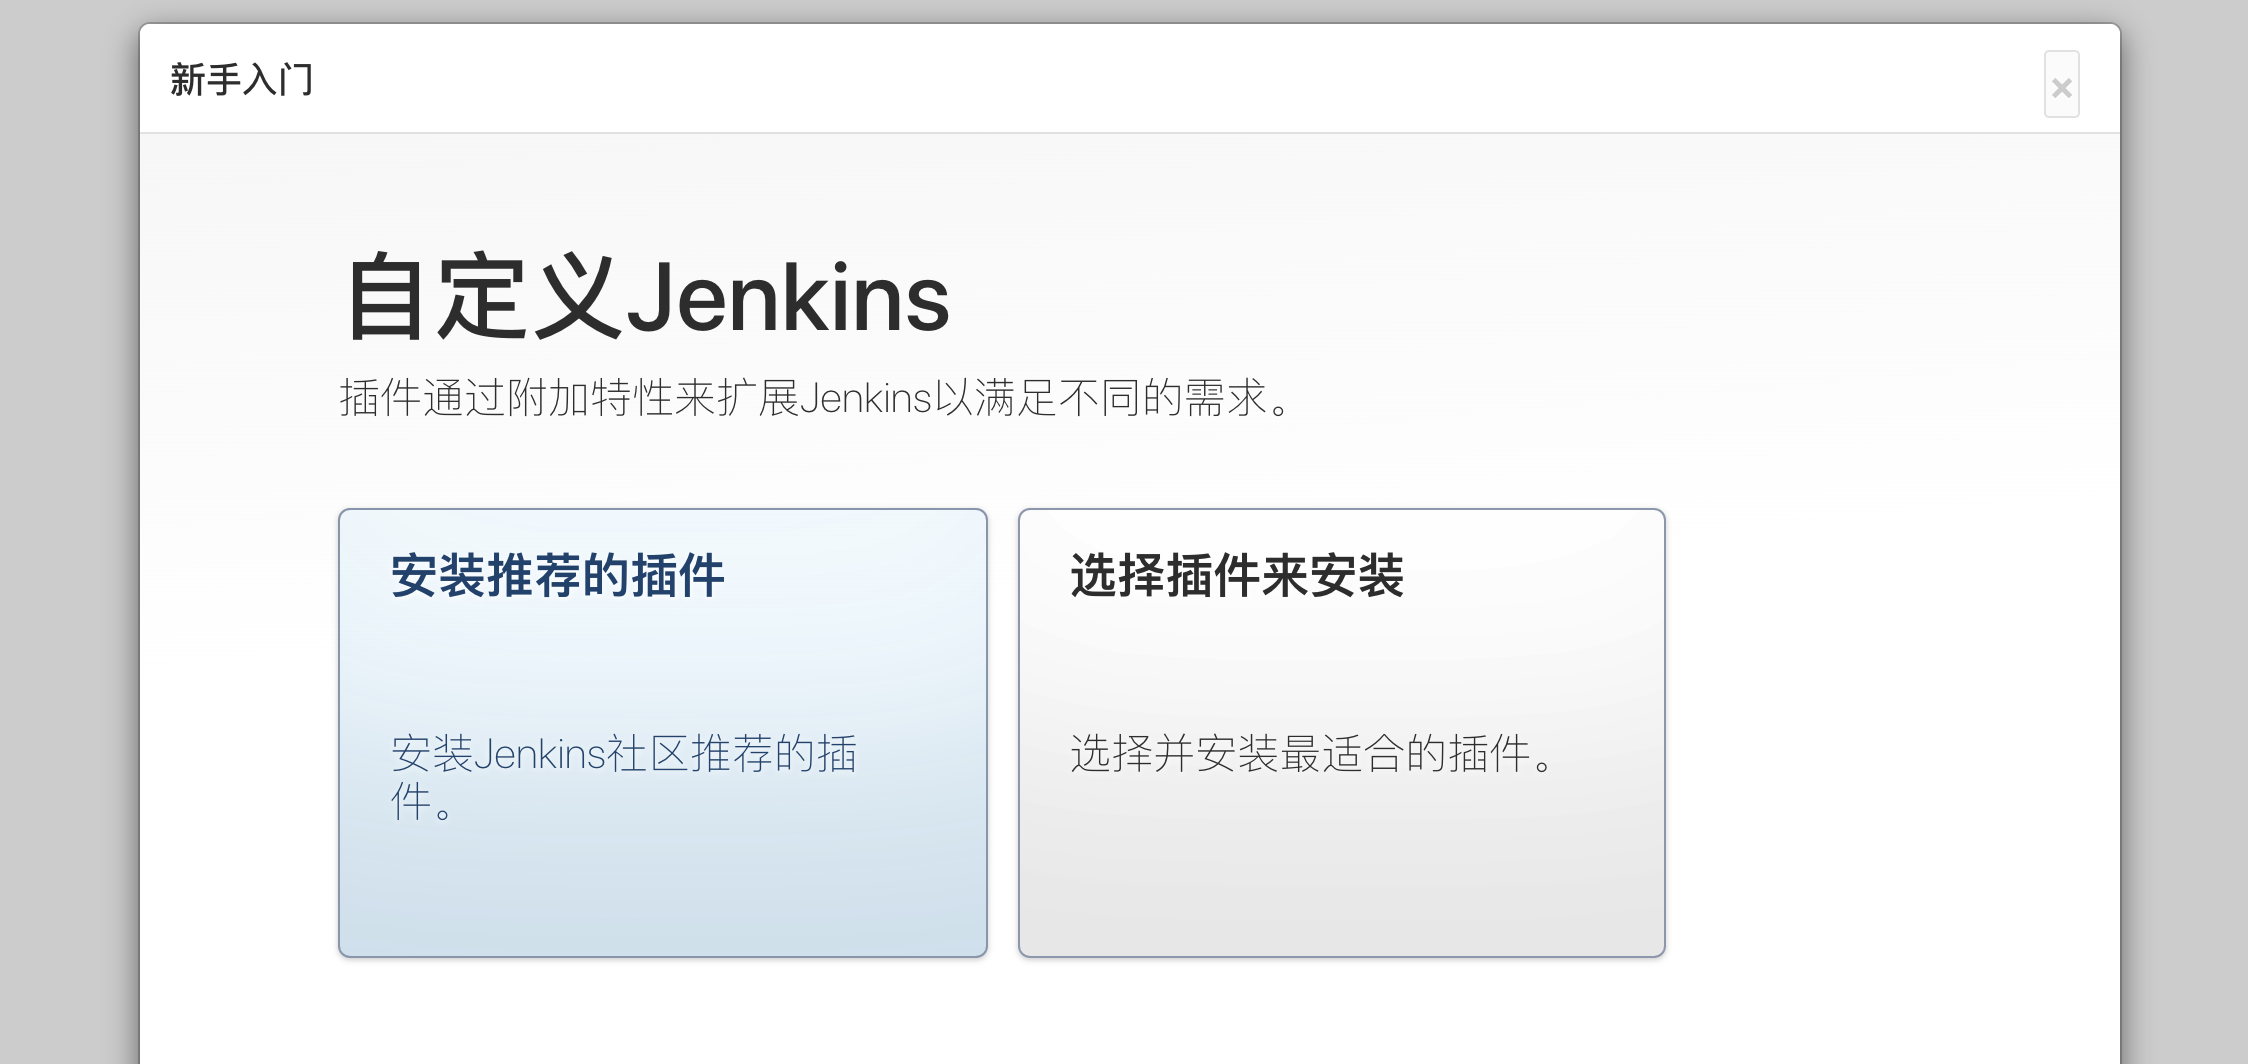 新手入门
×
自定义Jenkins
插件通过附加特性来扩展Jenkins以满足不同的需求。
安装推荐的插件
安装Jenkins社区推荐的插
件。
选择插件来安装
选择并安装最适合的插件。